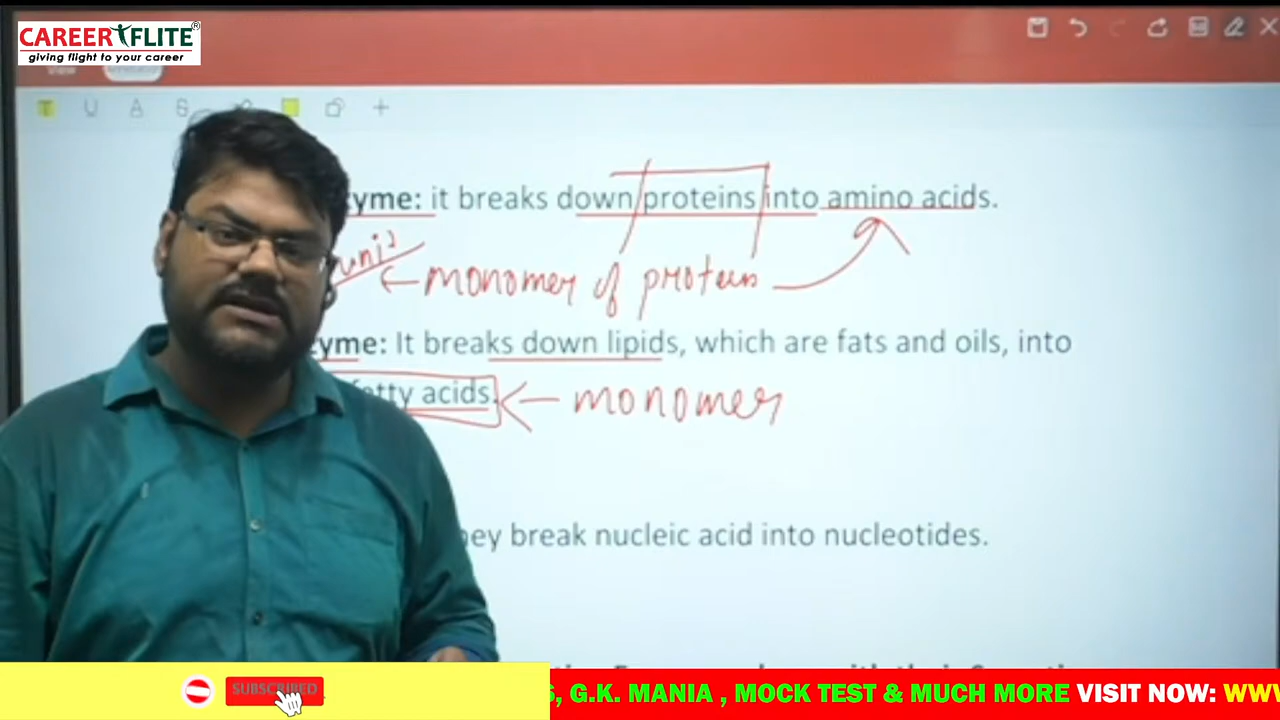 CAREER FLITE®
giving flight to your career
View
T U A S +
zyme: it breaks down proteins into amino acids.
monomer of protein
zyme: It breaks down lipids, which are fats and oils, into
fatty acids. monomer
hey break nucleic acid into nucleotides.
SUBSCRIBED
S, G.K. MANIA , MOCK TEST & MUCH MORE VISIT NOW: WWW